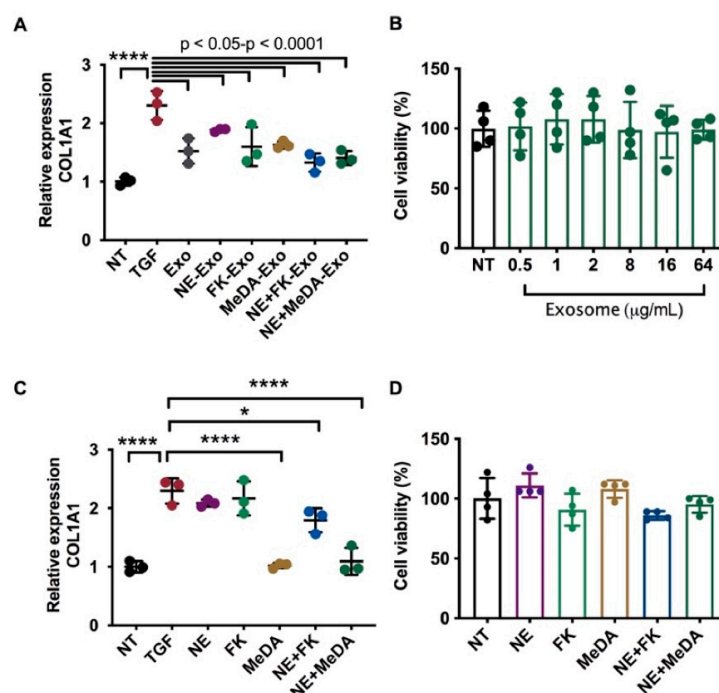 A
p < 0.05-p < 0.0001
****
Relative expression
COL1A1
3
2
1
0
NT
TGF
Exo
NE-Exo
FK-Exo
MeDA-Exo
NE+FK-Exo
NE+MeDA-Exo
B
Cell viability (%)
150
100
50
0
NT 0.5 1 2 8 16 64
Exosome (µg/mL)
C
****
*
**** ****
Relative expression
COL1A1
3
2
1
0
NT
TGF
NE
FK
MeDA
NE+FK
NE+MeDA
D
Cell viability (%)
150
100
50
0
NT
NE
FK
MeDA
NE+FK
NE+MeDA